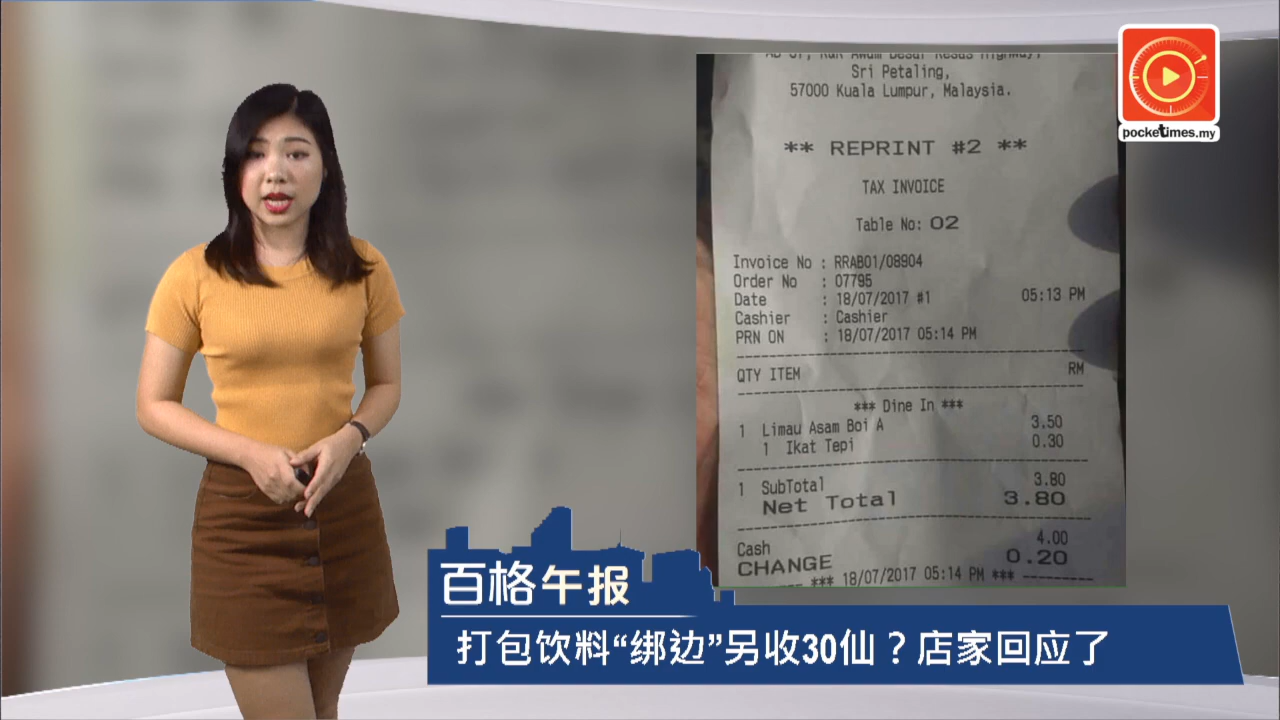 Sri Petaling,
57000 Kuala Lumpur, Malaysia.
** REPRINT #2 **
TAX INVOICE
Table No: 02
Invoice No : RRAB01/08904
Order No : 07795
Date : 18/07/2017 #1 05:13 PM
Cashier : Cashier
PRN ON : 18/07/2017 05:14 PM
QTY ITEM RM
*** Dine In ***
1 Limau Asam Boi A 3.50
1 Ikat Tepi 0.30
1 SubTotal 3.80
Net Total 3.80
Cash 4.00
CHANGE 0.20
*** 18/07/2017 05:14 PM ***
pocketimes.my
百格午报
打包饮料“绑边”另收30仙？店家回应了